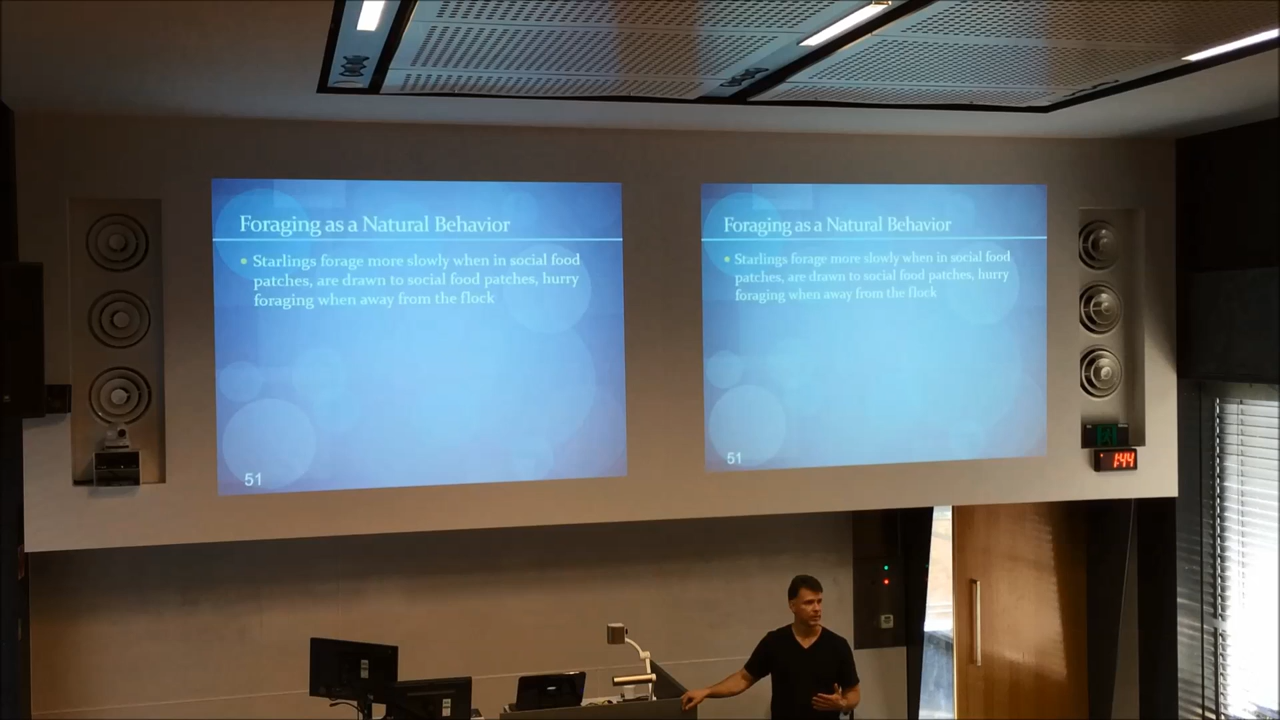 Foraging as a Natural Behavior
• Starlings forage more slowly when in social food
patches, are drawn to social food patches, hurry
foraging when away from the flock
51
Foraging as a Natural Behavior
• Starlings forage more slowly when in social food
patches, are drawn to social food patches, hurry
foraging when away from the flock
51
1:44